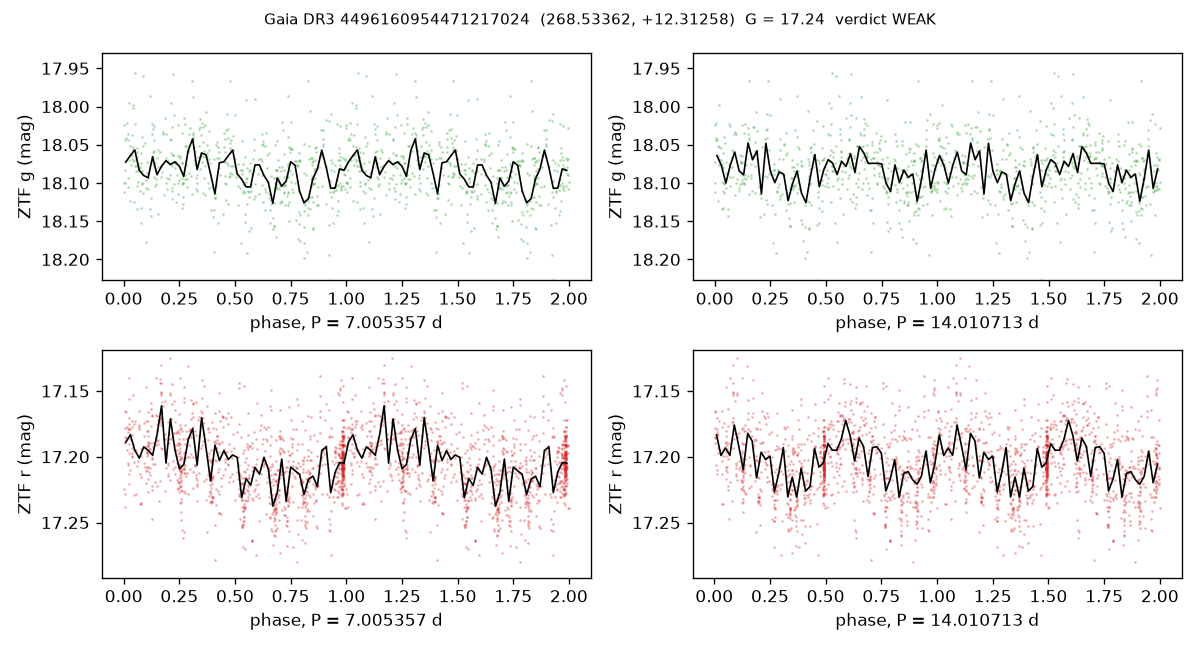 Gaia DR3 4496160954471217024  (268.53362, +12.31258)  G = 17.24  verdict WEAK
ZTF g (mag)
17.95
18.00
18.05
18.10
18.15
18.20
0.00 0.25 0.50 0.75 1.00 1.25 1.50 1.75 2.00
phase, P = 7.005357 d
ZTF g (mag)
17.95
18.00
18.05
18.10
18.15
18.20
0.00 0.25 0.50 0.75 1.00 1.25 1.50 1.75 2.00
phase, P = 14.010713 d
ZTF r (mag)
17.15
17.20
17.25
0.00 0.25 0.50 0.75 1.00 1.25 1.50 1.75 2.00
phase, P = 7.005357 d
ZTF r (mag)
17.15
17.20
17.25
0.00 0.25 0.50 0.75 1.00 1.25 1.50 1.75 2.00
phase, P = 14.010713 d